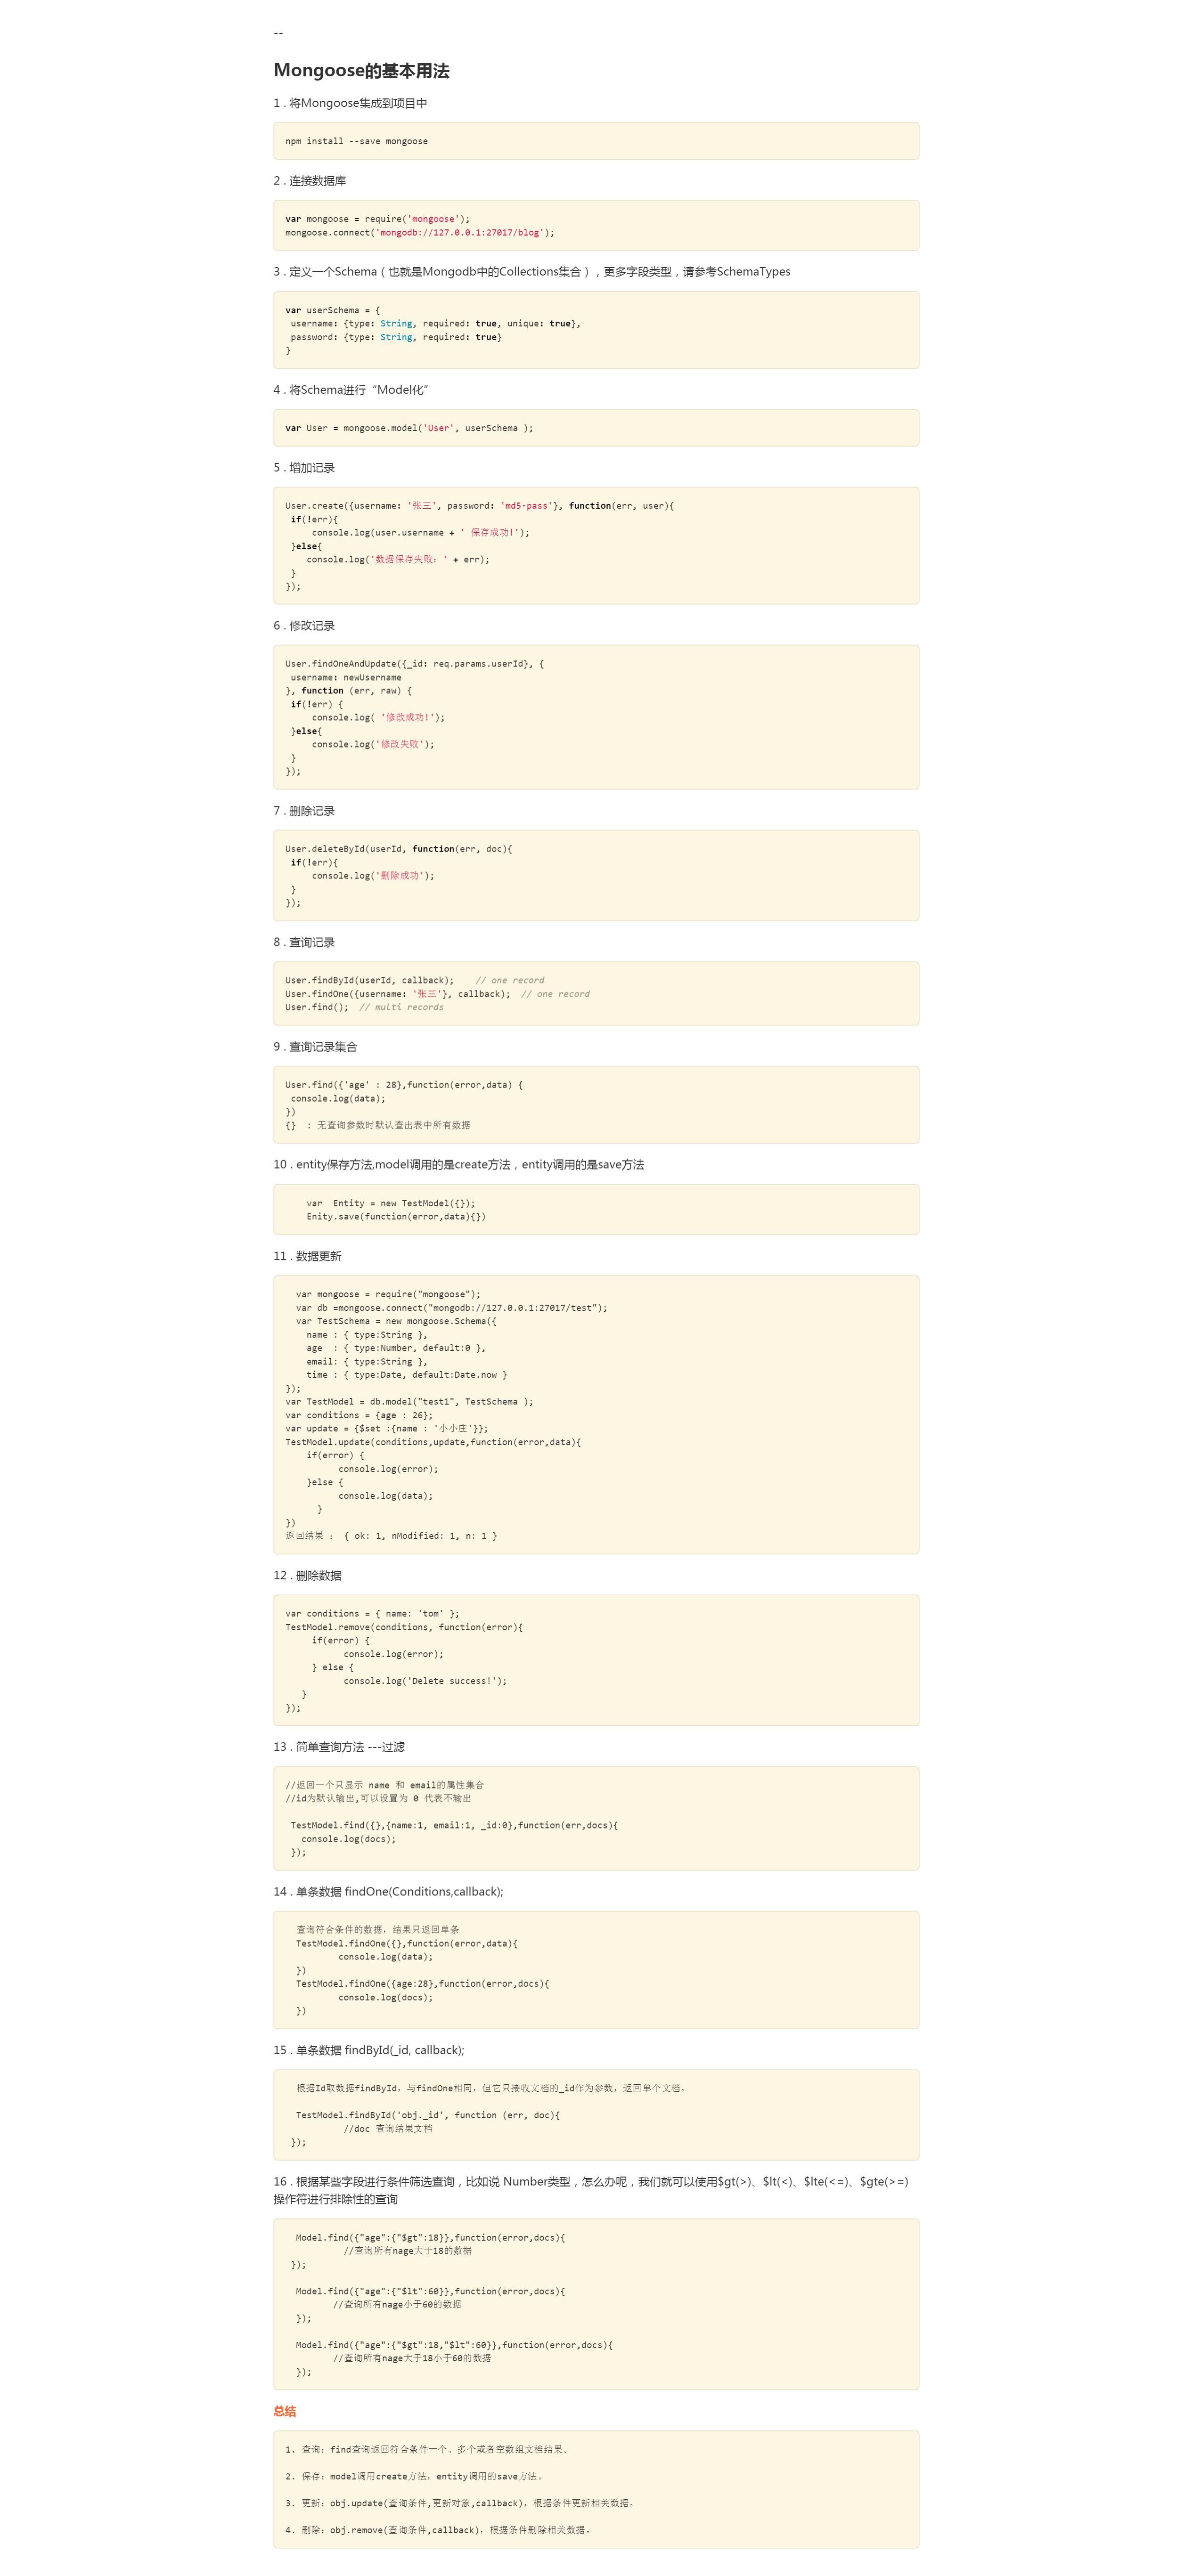 --
Mongoose的基本用法
1 . 将Mongoose集成到项目中
npm install --save mongoose
2 . 连接数据库
var mongoose = require('mongoose');
mongoose.connect('mongodb://127.0.0.1:27017/blog');
3 . 定义一个Schema（也就是Mongodb中的Collections集合），更多字段类型，请参考SchemaTypes
var userSchema = {
 username: {type: String, required: true, unique: true},
 password: {type: String, required: true}
}
4 . 将Schema进行“Model化”
var User = mongoose.model('User', userSchema );
5 . 增加记录
User.create({username: '张三', password: 'md5-pass'}, function(err, user){
 if(!err){
     console.log(user.username + ' 保存成功!');
 }else{
    console.log('数据保存失败：' + err);
 }
});
6 . 修改记录
User.findOneAndUpdate({_id: req.params.userId}, {
 username: newUsername
}, function (err, raw) {
 if(!err) {
     console.log( '修改成功!');
 }else{
     console.log('修改失败');
 }
});
7 . 删除记录
User.deleteById(userId, function(err, doc){
 if(!err){
     console.log('删除成功');
 }
});
8 . 查询记录
User.findById(userId, callback);    // one record
User.findOne({username: '张三'}, callback);  // one record
User.find();  // multi records
9 . 查询记录集合
User.find({'age' : 28},function(error,data) {
 console.log(data);
})
{}  : 无查询参数时默认查出表中所有数据
10 . entity保存方法,model调用的是create方法，entity调用的是save方法
    var  Entity = new TestModel({});
    Enity.save(function(error,data){})
11 . 数据更新
  var mongoose = require("mongoose");
  var db =mongoose.connect("mongodb://127.0.0.1:27017/test");
  var TestSchema = new mongoose.Schema({
    name : { type:String },
    age  : { type:Number, default:0 },
    email: { type:String },
    time : { type:Date, default:Date.now }
});
var TestModel = db.model("test1", TestSchema );
var conditions = {age : 26};
var update = {$set :{name : '小小庄'}};
TestModel.update(conditions,update,function(error,data){
    if(error) {
          console.log(error);
    }else {
          console.log(data);
      }
})
返回结果 ： { ok: 1, nModified: 1, n: 1 }
12 . 删除数据
var conditions = { name: 'tom' };
TestModel.remove(conditions, function(error){
     if(error) {
           console.log(error);
     } else {
           console.log('Delete success!');
   }
});
13 . 简单查询方法 ---过滤
//返回一个只显示 name 和 email的属性集合
//id为默认输出,可以设置为 0 代表不输出
 TestModel.find({},{name:1, email:1, _id:0},function(err,docs){
   console.log(docs);
 });
14 . 单条数据 findOne(Conditions,callback);
  查询符合条件的数据，结果只返回单条
  TestModel.findOne({},function(error,data){
          console.log(data);
  })
  TestModel.findOne({age:28},function(error,docs){
          console.log(docs);
  })
15 . 单条数据 findById(_id, callback);
  根据Id取数据findById，与findOne相同，但它只接收文档的_id作为参数，返回单个文档。
  TestModel.findById('obj._id', function (err, doc){
           //doc 查询结果文档
 });
16 . 根据某些字段进行条件筛选查询，比如说 Number类型，怎么办呢，我们就可以使用$gt(>)、$lt(<)、$lte(<=)、$gte(>=)
操作符进行排除性的查询
  Model.find({"age":{"$gt":18}},function(error,docs){
           //查询所有nage大于18的数据
 });
  Model.find({"age":{"$lt":60}},function(error,docs){
         //查询所有nage小于60的数据
  });
  Model.find({"age":{"$gt":18,"$lt":60}},function(error,docs){
         //查询所有nage大于18小于60的数据
  });
总结
1. 查询：find查询返回符合条件一个、多个或者空数组文档结果。
2. 保存：model调用create方法，entity调用的save方法。
3. 更新：obj.update(查询条件,更新对象,callback)，根据条件更新相关数据。
4. 删除：obj.remove(查询条件,callback)，根据条件删除相关数据。